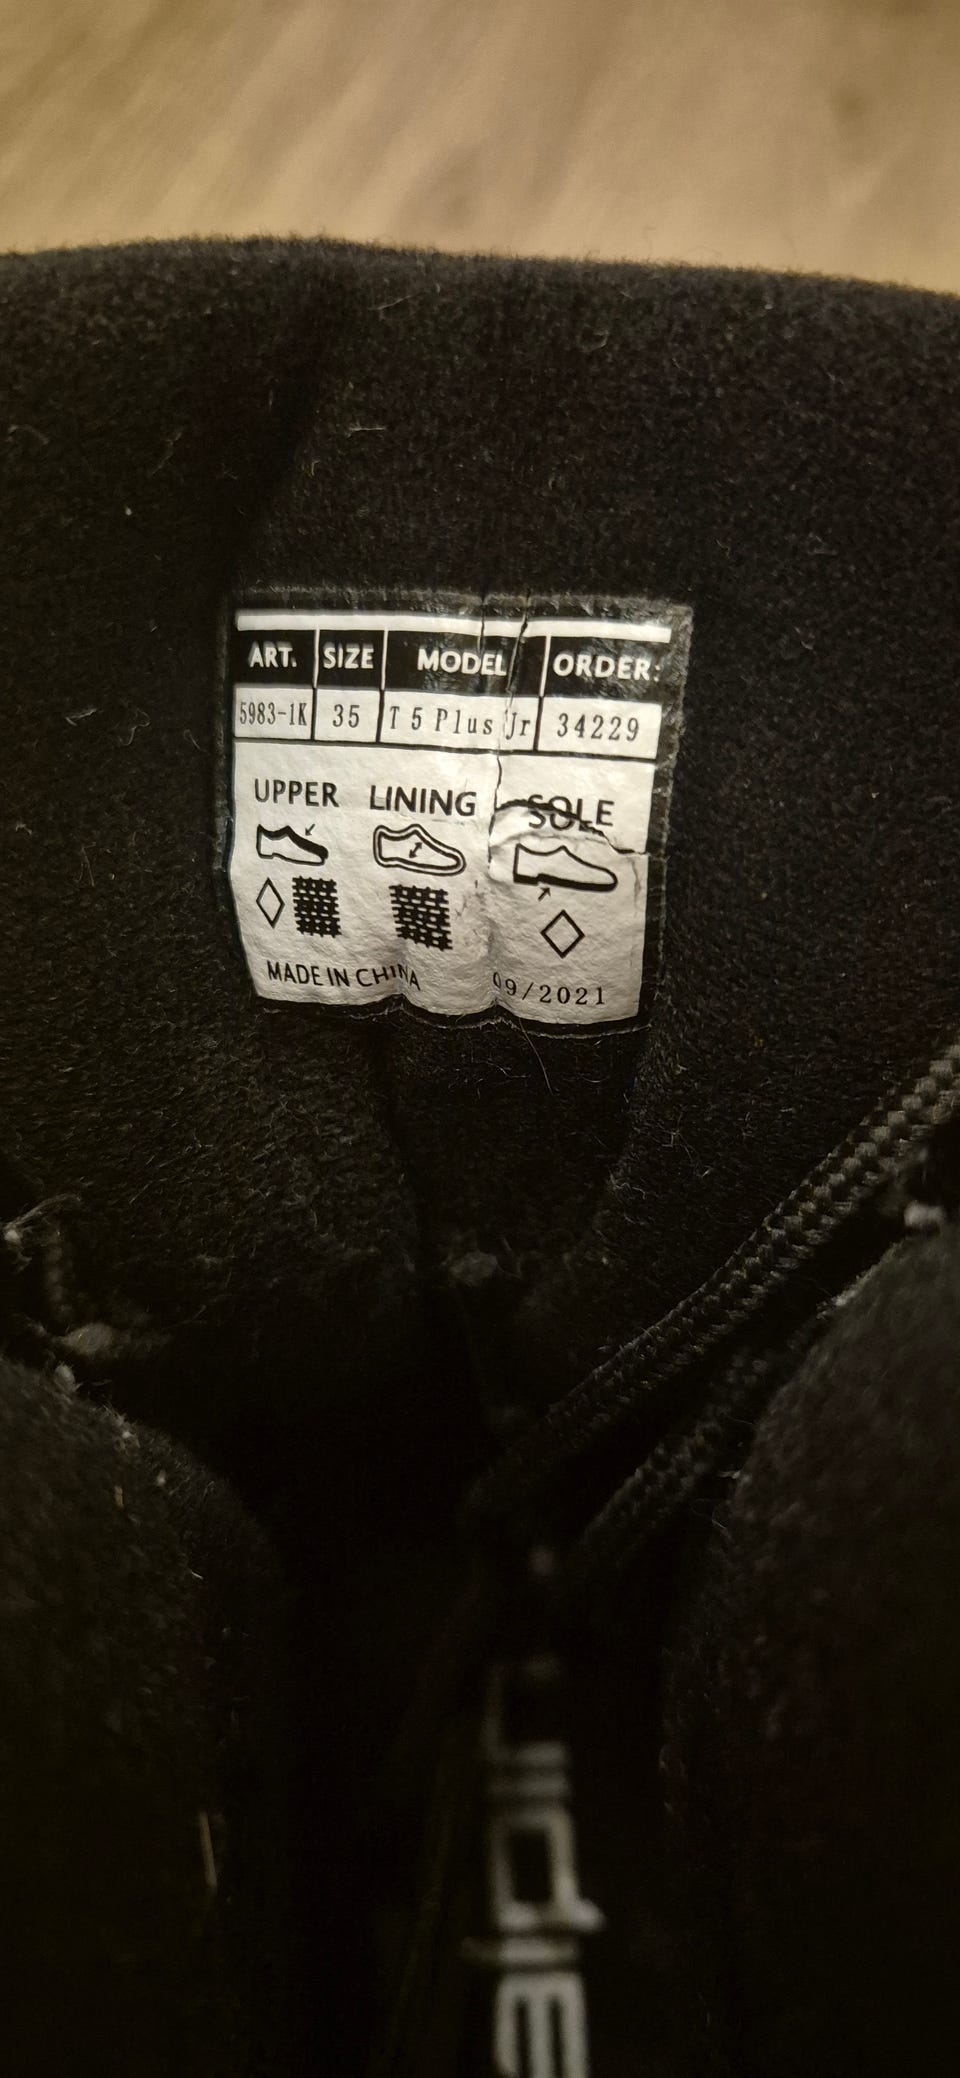 ART. SIZE MODEL ORDER:
5983-1K 35 T 5 Plus Jr 34229
UPPER LINING SOLE
MADE IN CHINA 09/2021